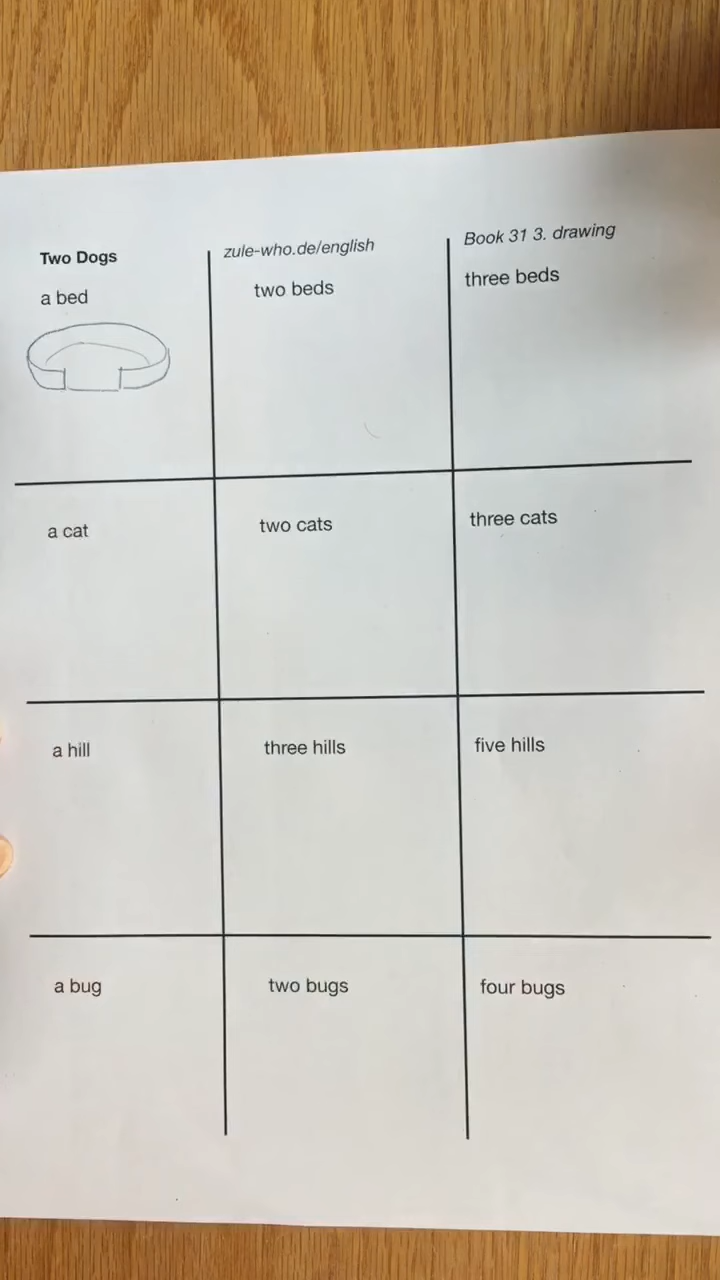 Two Dogs
zule-who.de/english
Book 31 3. drawing
a bed
two beds
three beds
a cat
two cats
three cats
a hill
three hills
five hills
a bug
two bugs
four bugs